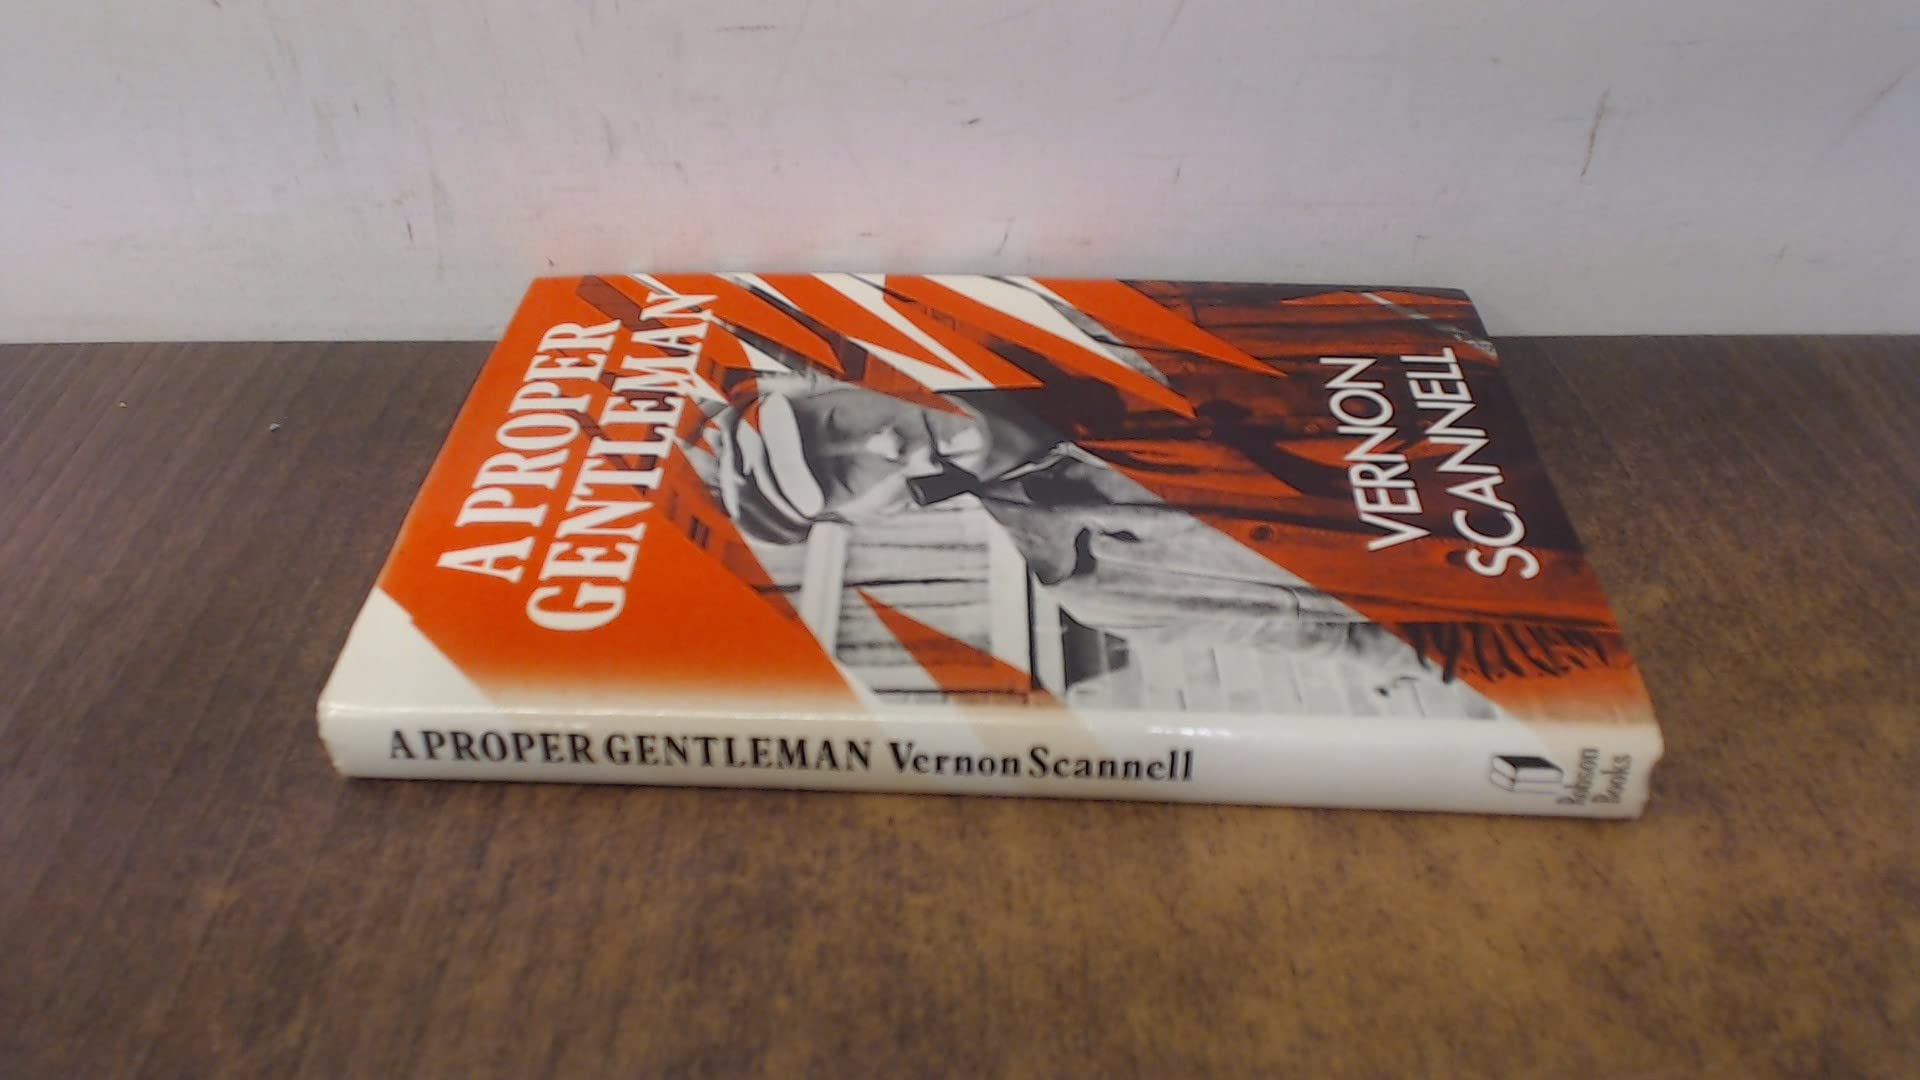 A PROPER
GENTLEMAN
VERNON
SCANNELL
A PROPER GENTLEMAN Vernon Scannell
Robson
Books